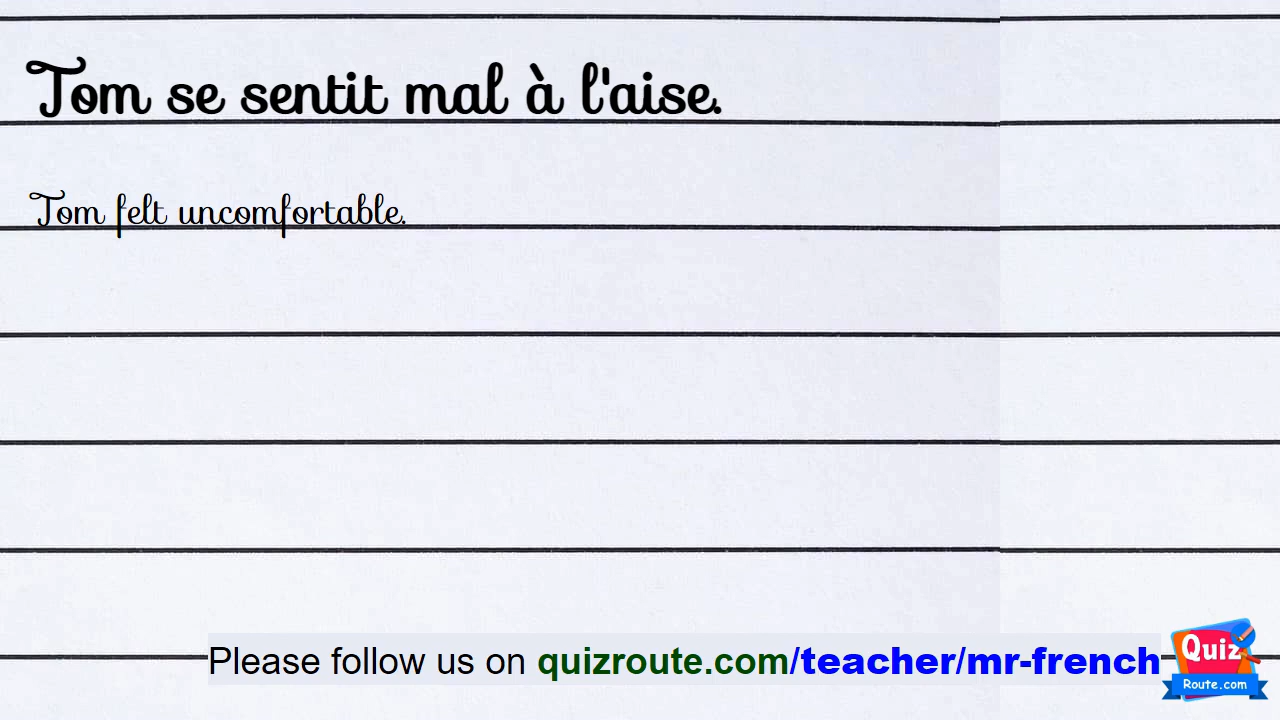 Tom se sentit mal à l'aise.
Tom felt uncomfortable.
Please follow us on quizroute.com/teacher/mr-french
Quiz
Route.com